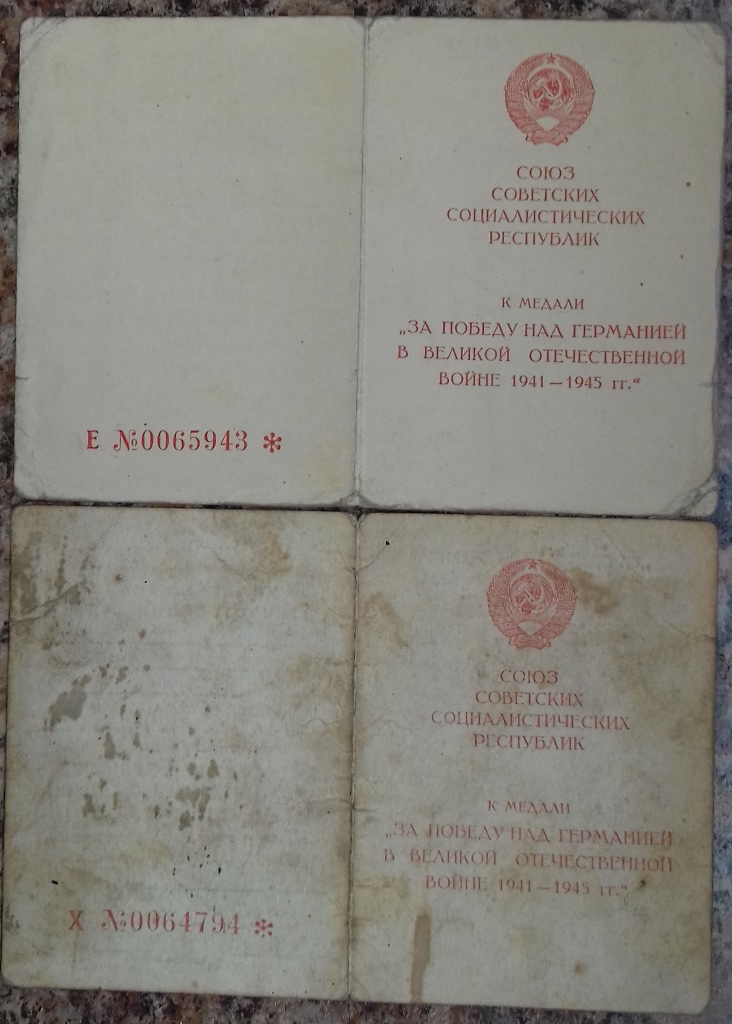 СОЮЗ
СОВЕТСКИХ
СОЦИАЛИСТИЧЕСКИХ
РЕСПУБЛИК
К МЕДАЛИ
„ЗА ПОБЕДУ НАД ГЕРМАНИЕЙ
В ВЕЛИКОЙ ОТЕЧЕСТВЕННОЙ
ВОЙНЕ 1941—1945 гг.“
Е №0065943 *
СОЮЗ
СОВЕТСКИХ
СОЦИАЛИСТИЧЕСКИХ
РЕСПУБЛИК
К МЕДАЛИ
„ЗА ПОБЕДУ НАД ГЕРМАНИЕЙ
В ВЕЛИКОЙ ОТЕЧЕСТВЕННОЙ
ВОЙНЕ 1941—1945 гг.“
Х №0064794 *